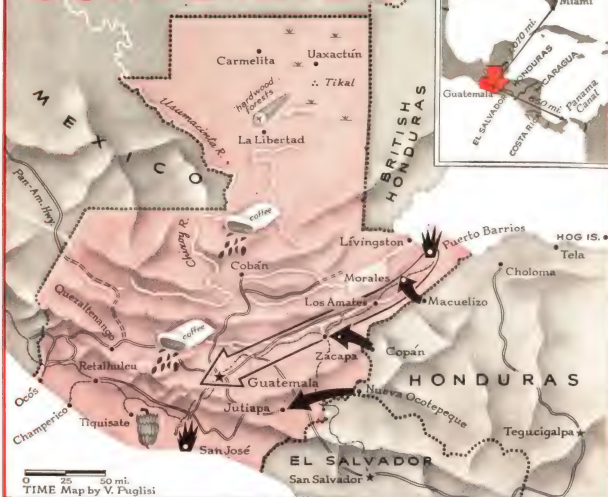 Miami
1070 mi.
HONDURAS
Guatemala
EL SALVADOR
COSTA RICA
Panama
Canal
Carmelita
Uaxactún
Tikal
hardwood
forests
La Libertad
Usumacinta R.
MEXICO
Pan-Am. Hwy
BRITISH
HONDURAS
coffee
Chixoy R.
Cobán
Livingston
Puerto Barrios
HOG IS.
Tela
Choloma
Morales
Los Amates
Macuelizo
Quezaltenango
coffee
Zacapa
Copán
Retalhuleu
Guatemala
HONDURAS
Ocós
Champerico
Tiquisate
Jutiapa
Nueva Ocotepeque
San José
Tegucigalpa
EL SALVADOR
San Salvador
0 25 50 mi.
TIME Map by V. Puglisi